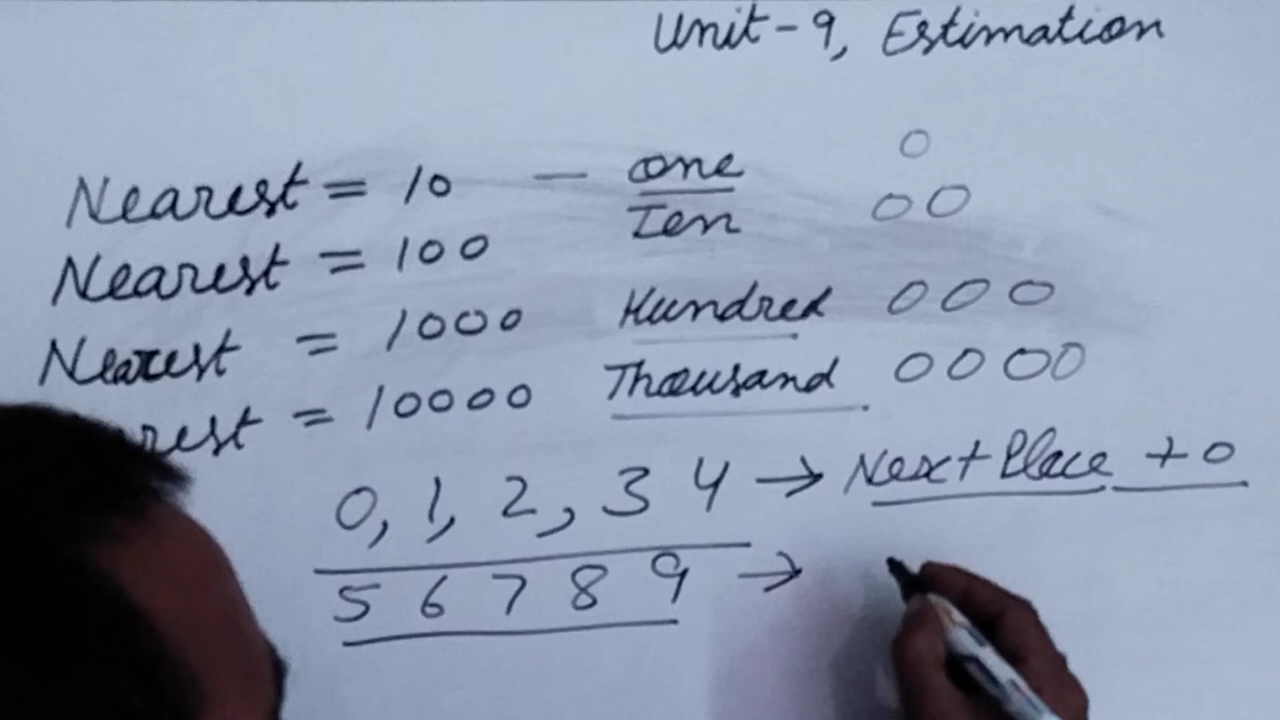 Unit-9, Estimation
Nearest = 10 — one 0
Nearest = 100 Ten 00
Nearest = 1000 Hundred 000
rest = 10000 Thousand 0000
0, 1, 2, 3 4 → Next Place + 0
5 6 7 8 9 →